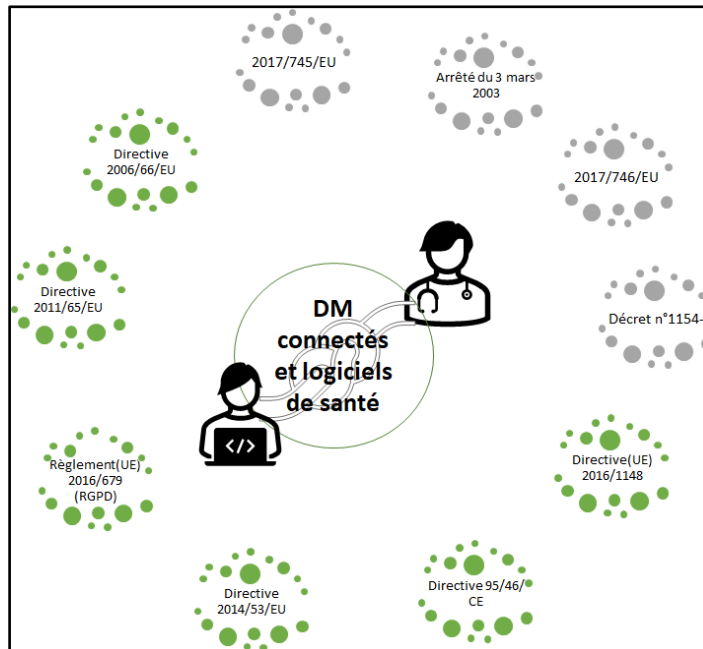 2017/745/EU
Arrêté du 3 mars
2003
Directive
2006/66/EU
2017/746/EU
Directive
2011/65/EU
DM
connectés
et logiciels
de santé
Décret n°1154-
</>
Règlement(UE)
2016/679
(RGPD)
Directive(UE)
2016/1148
Directive
2014/53/EU
Directive 95/46/
CE